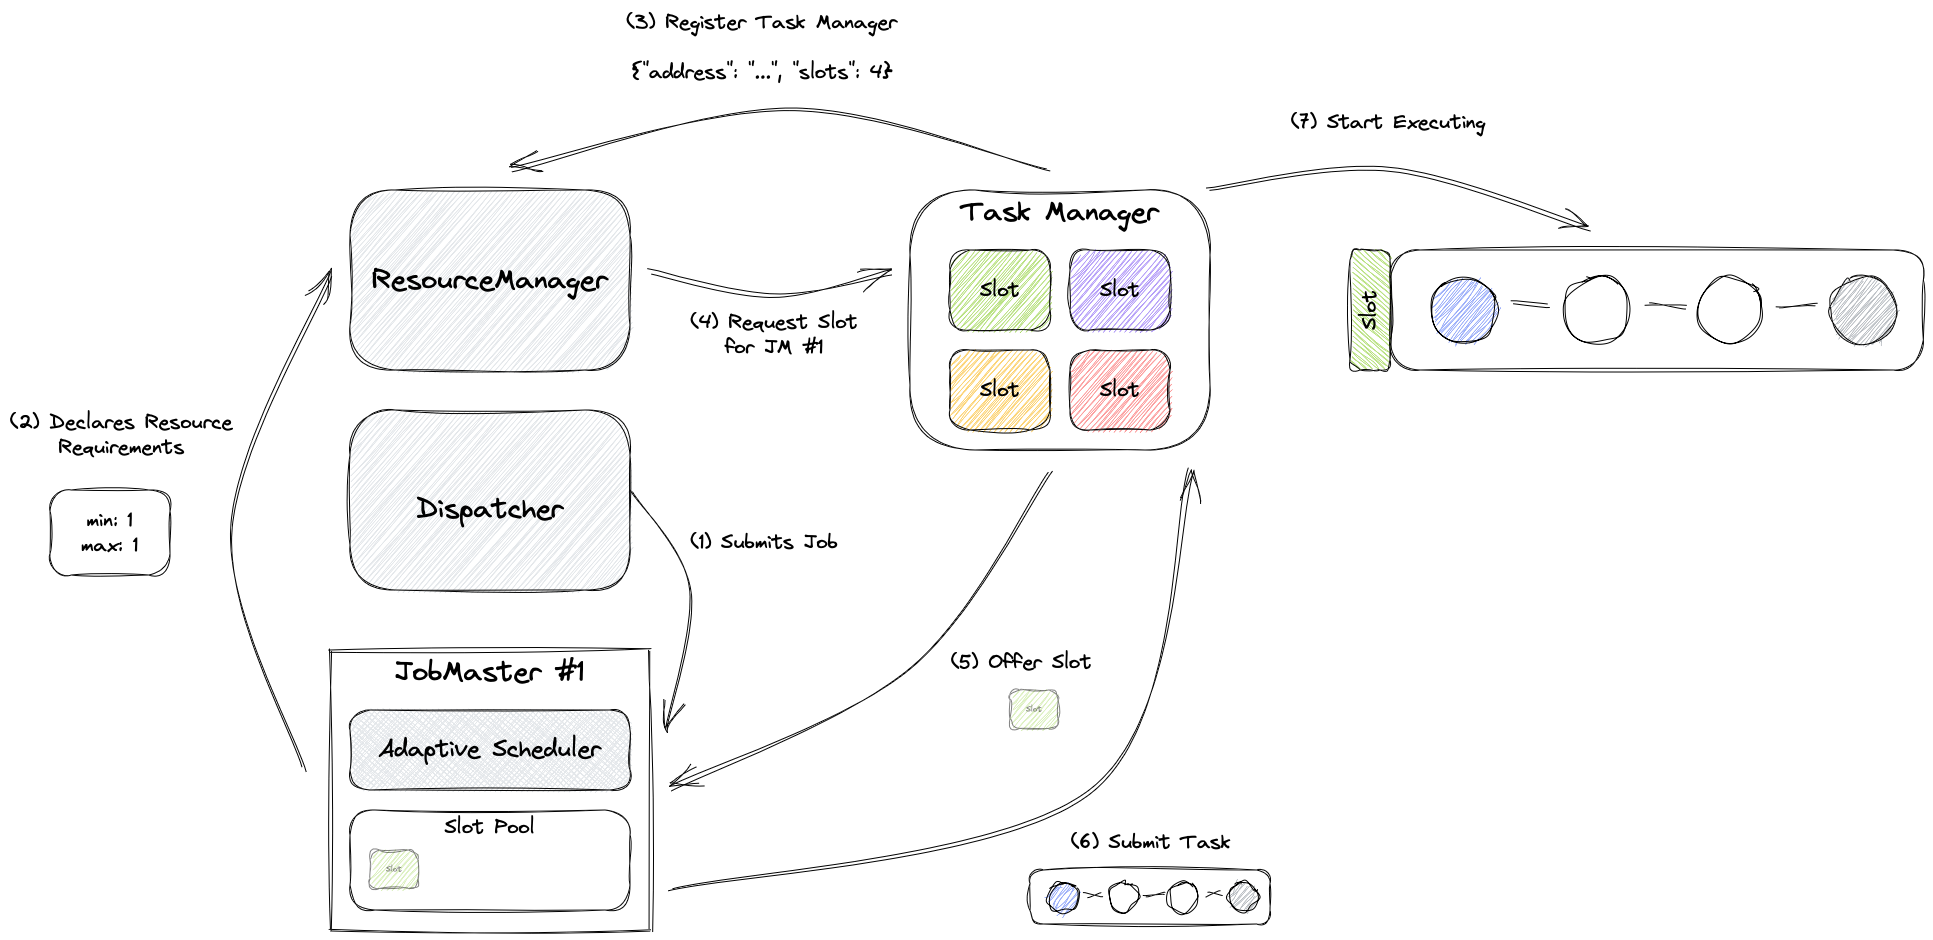 (3) Register Task Manager
{"address": "...", "slots": 4}
(7) Start Executing
Task Manager
ResourceManager
Slot
Slot
Slot
(4) Request Slot
for JM #1
Slot
Slot
(2) Declares Resource
Requirements
Dispatcher
min: 1
max: 1
(1) Submits Job
JobMaster #1
(5) Offer Slot
Slot
Adaptive Scheduler
Slot Pool
Slot
(6) Submit Task